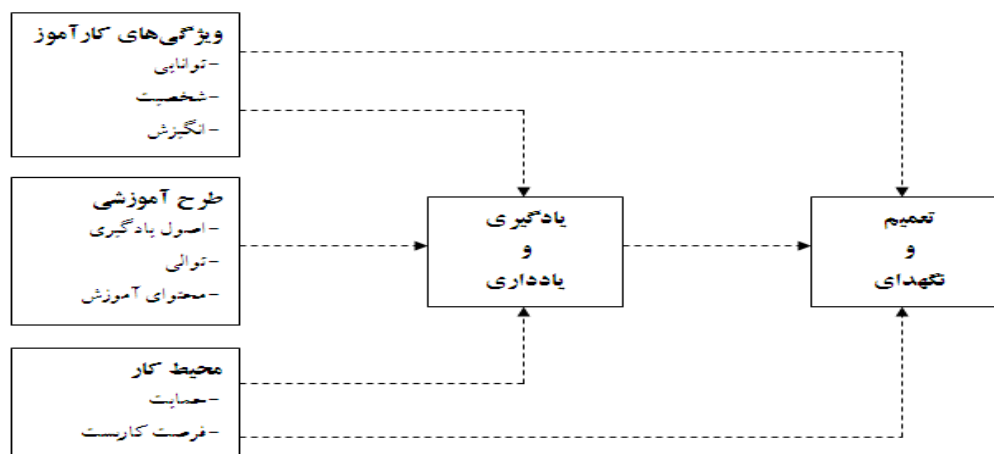 ویژگی‌های کارآموز
-توانایی
-شخصیت
-انگیزش
طرح آموزشی
-اصول یادگیری
-توالی
-محتوای آموزش
محیط کار
-حمایت
-فرصت کاربست
یادگیری
و
یادداری
تعمیم
و
نگهدای